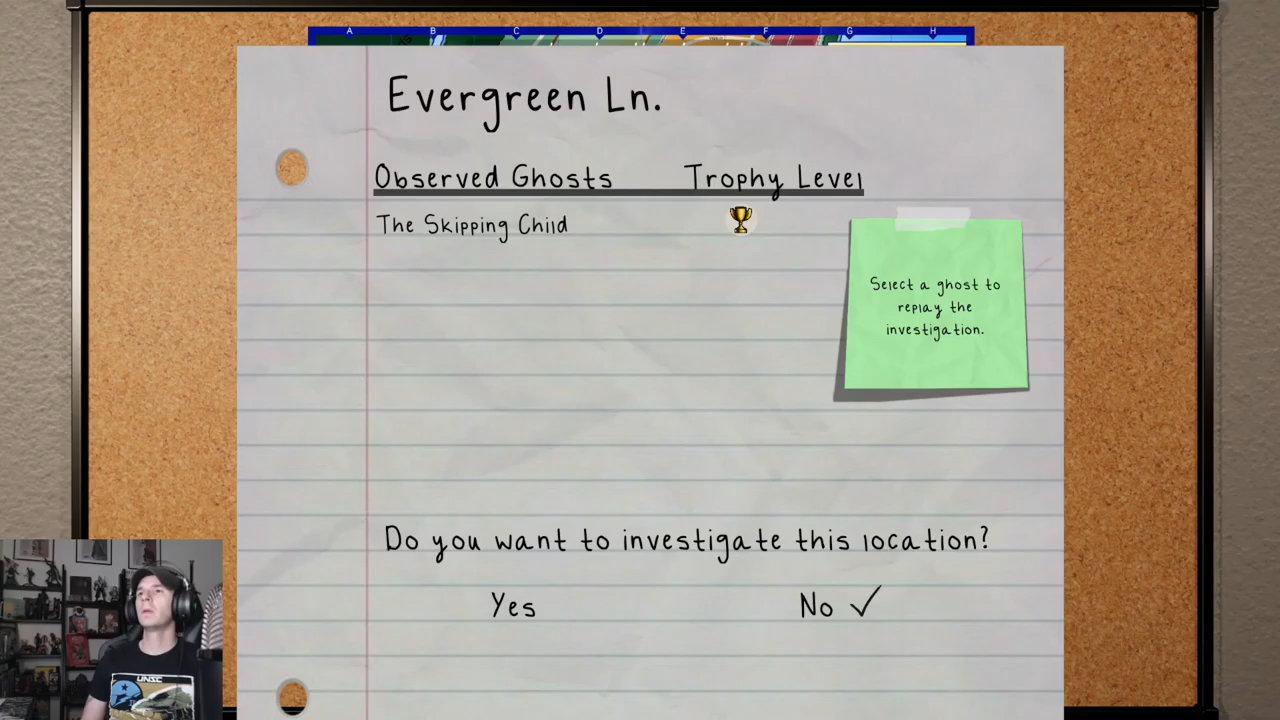 A B C D E F G H
Evergreen Ln.
Observed Ghosts Trophy Level
The Skipping Child
Select a ghost to
replay the
investigation.
Do you want to investigate this location?
Yes No ✓
UNSC